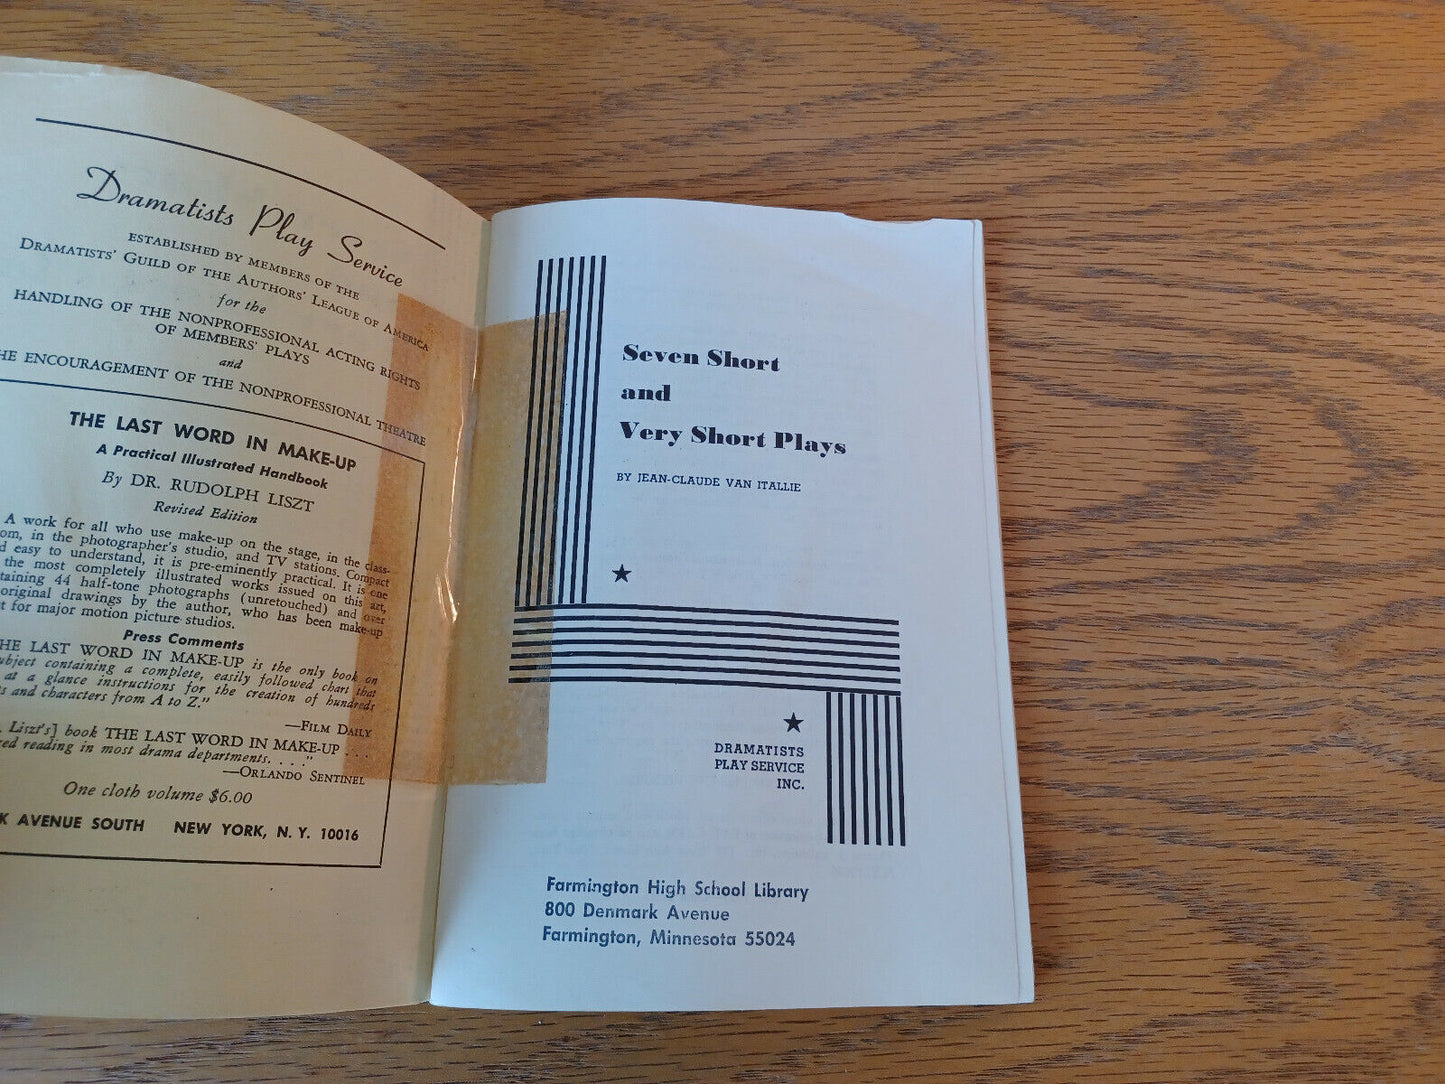 Dramatists Play Service
ESTABLISHED BY MEMBERS OF THE
DRAMATISTS' GUILD OF THE AUTHORS' LEAGUE OF AMERICA
for the
HANDLING OF THE NONPROFESSIONAL ACTING RIGHTS
OF MEMBERS' PLAYS
and
ENCOURAGEMENT OF THE NONPROFESSIONAL THEATRE
THE LAST WORD IN MAKE-UP
A Practical Illustrated Handbook
By DR. RUDOLPH LISZT
Revised Edition
A work for all who use make-up on the stage, in the class-
in the photographer's studio, and TV stations. Compact
easy to understand, it is pre-eminently practical. It is one
the most completely illustrated works issued on this art,
44 half-tone photographs (unretouched) and over
original drawings by the author, who has been make-up
for major motion picture studios.
Press Comments
THE LAST WORD IN MAKE-UP is the only book on
containing a complete, easily followed chart that
at a glance instructions for the creation of hundreds
and characters from A to Z."
—FILM DAILY
Liszt's] book THE LAST WORD IN MAKE-UP . . .
reading in most drama departments. . . ."
—ORLANDO SENTINEL
One cloth volume $6.00
AVENUE SOUTH NEW YORK, N. Y. 10016
Seven Short
and
Very Short Plays
BY JEAN-CLAUDE VAN ITALLIE
DRAMATISTS
PLAY SERVICE
INC.
Farmington High School Library
800 Denmark Avenue
Farmington, Minnesota 55024